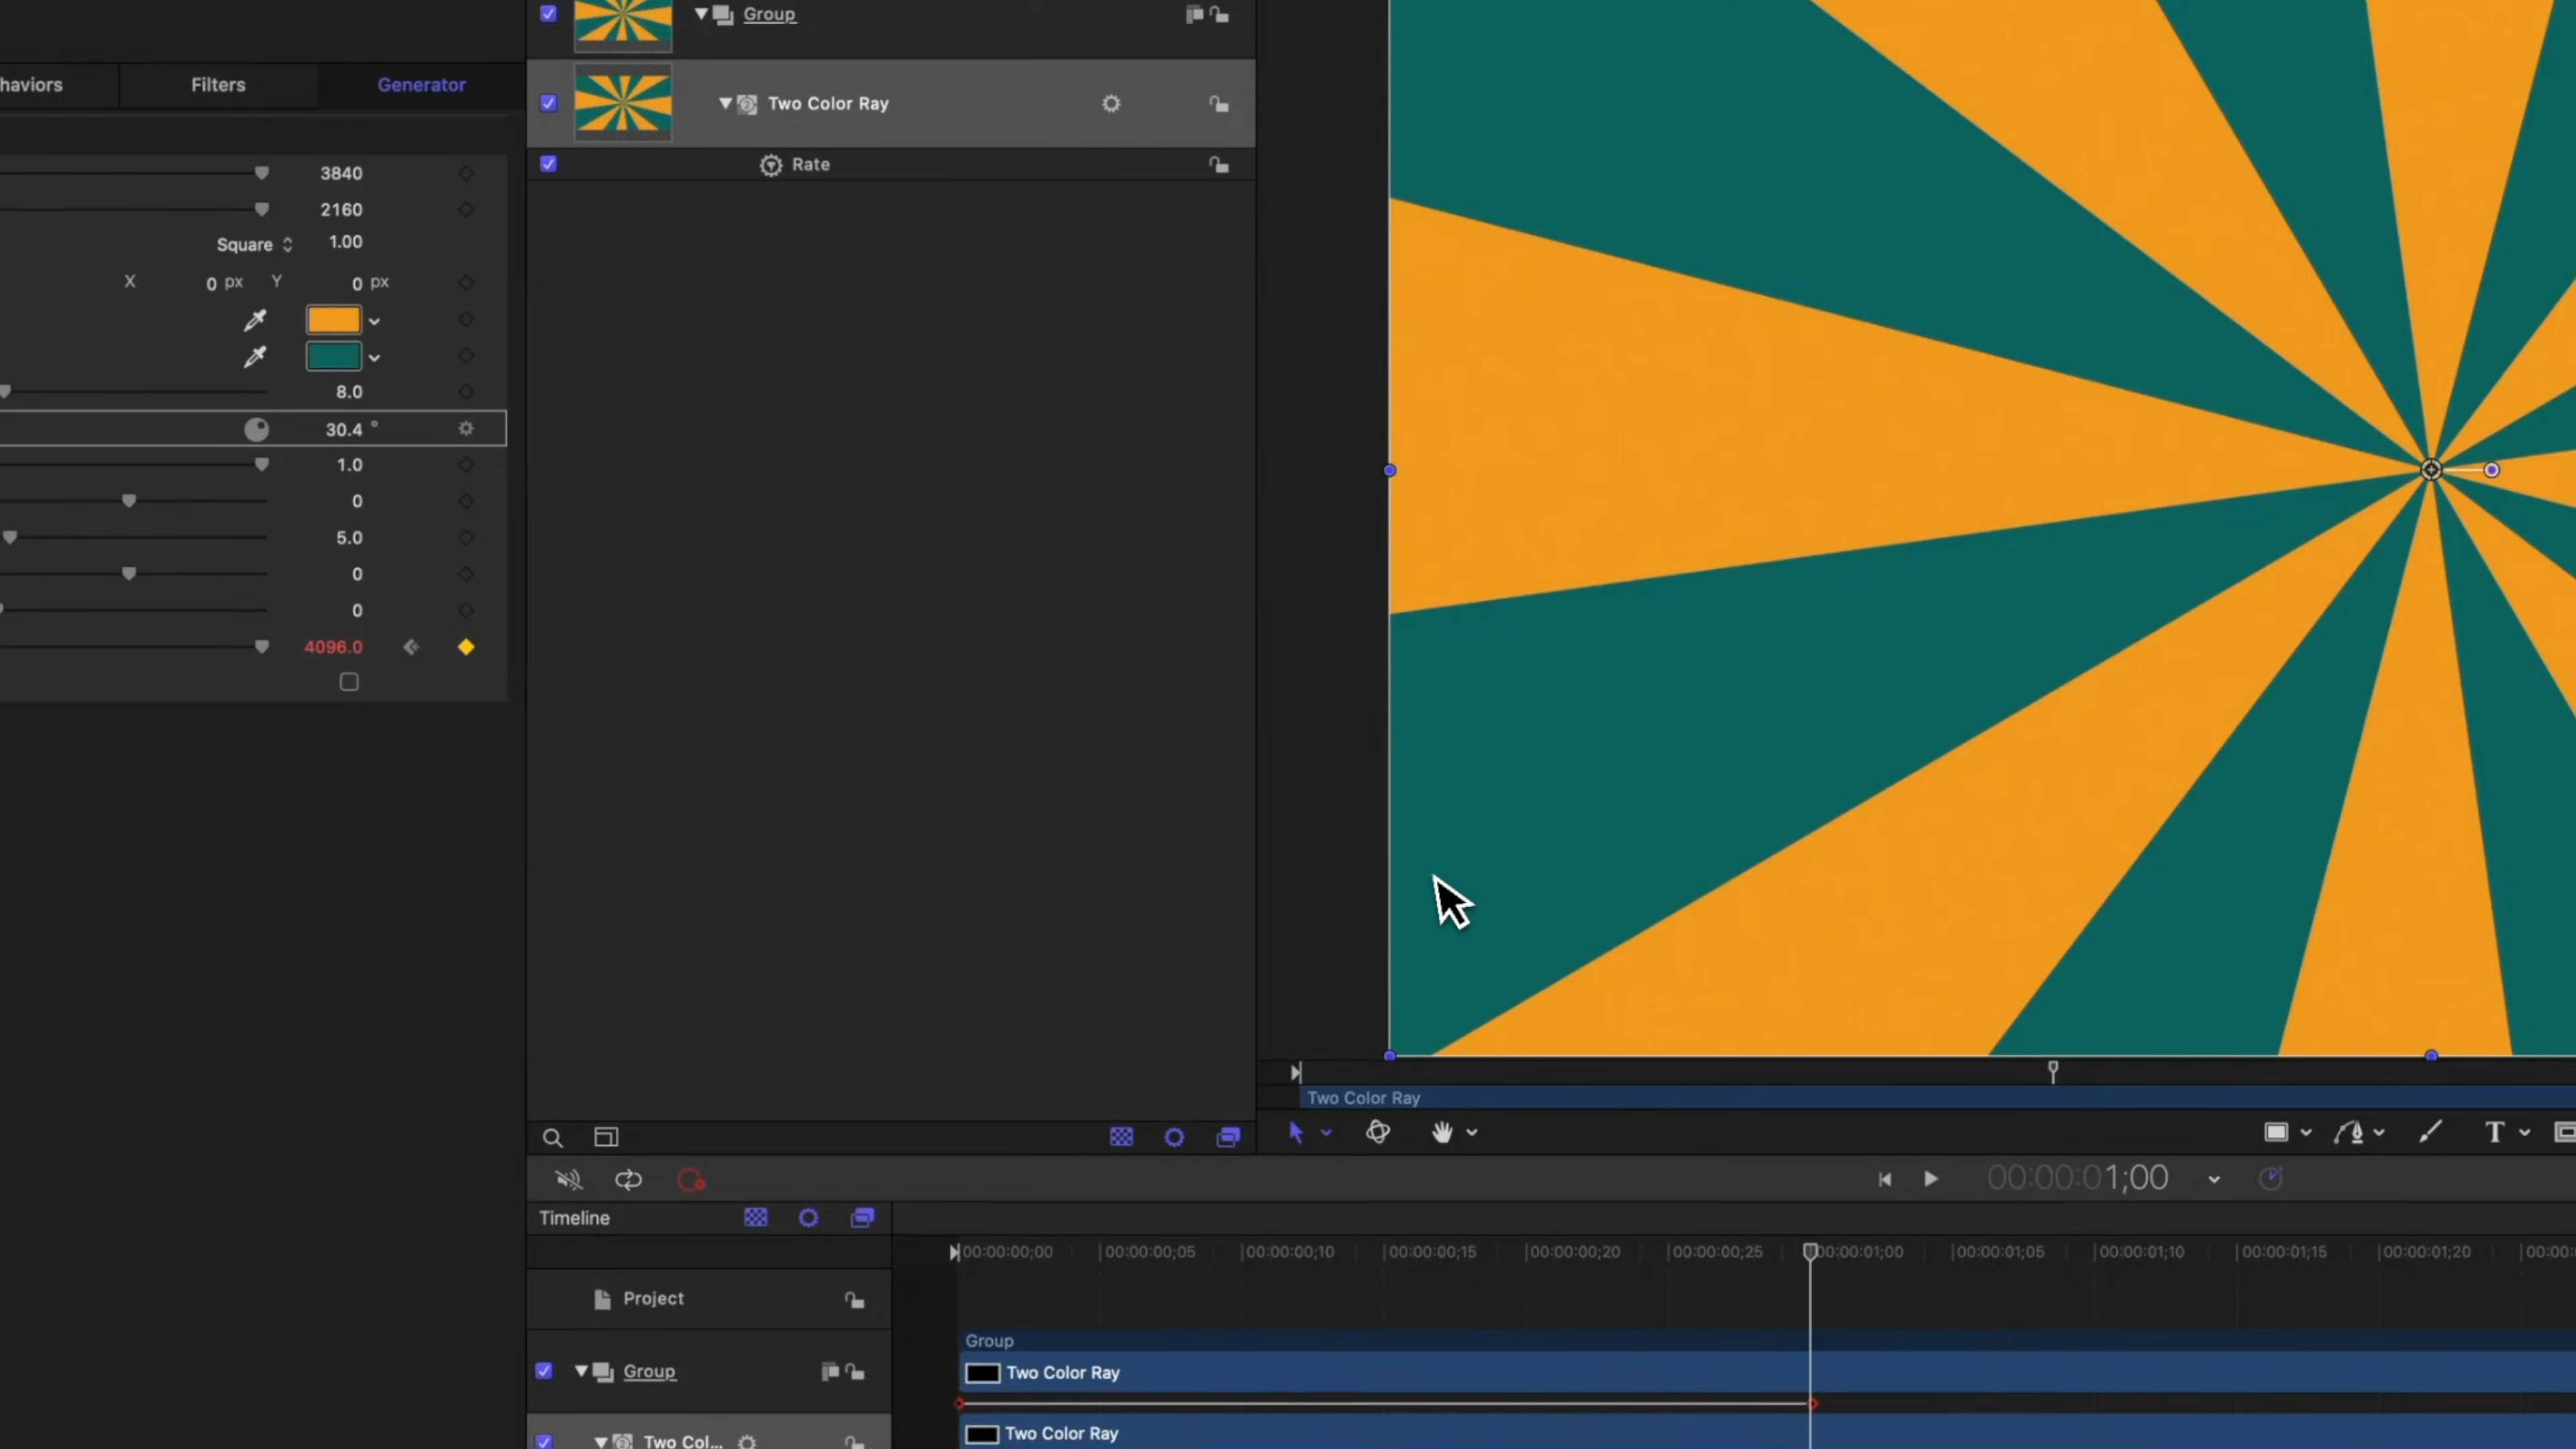 Group
haviors Filters Generator
Two Color Ray
Rate
3840
2160
Square 1.00
X 0 px Y 0 px
8.0
30.4 °
1.0
0
5.0
0
0
4096.0
Two Color Ray
00:00:01;00
Timeline
00:00:00;00 00:00:00;05 00:00:00;10 00:00:00;15 00:00:00;20 00:00:00;25 00:00:01;00 00:00:01;05 00:00:01;10 00:00:01;15 00:00:01;20 00:00:
Project
Group
Group Two Color Ray
Two Col... Two Color Ray